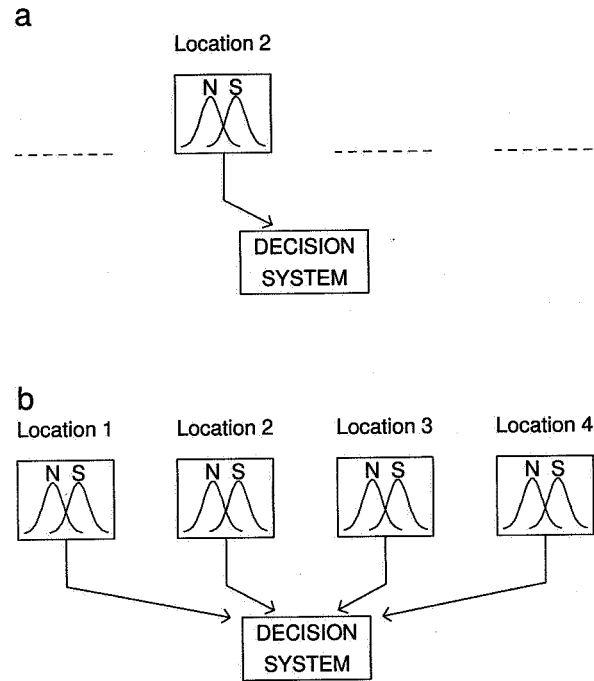 a
Location 2
N S
DECISION
SYSTEM
b
Location 1 Location 2 Location 3 Location 4
N S N S N S N S
DECISION
SYSTEM